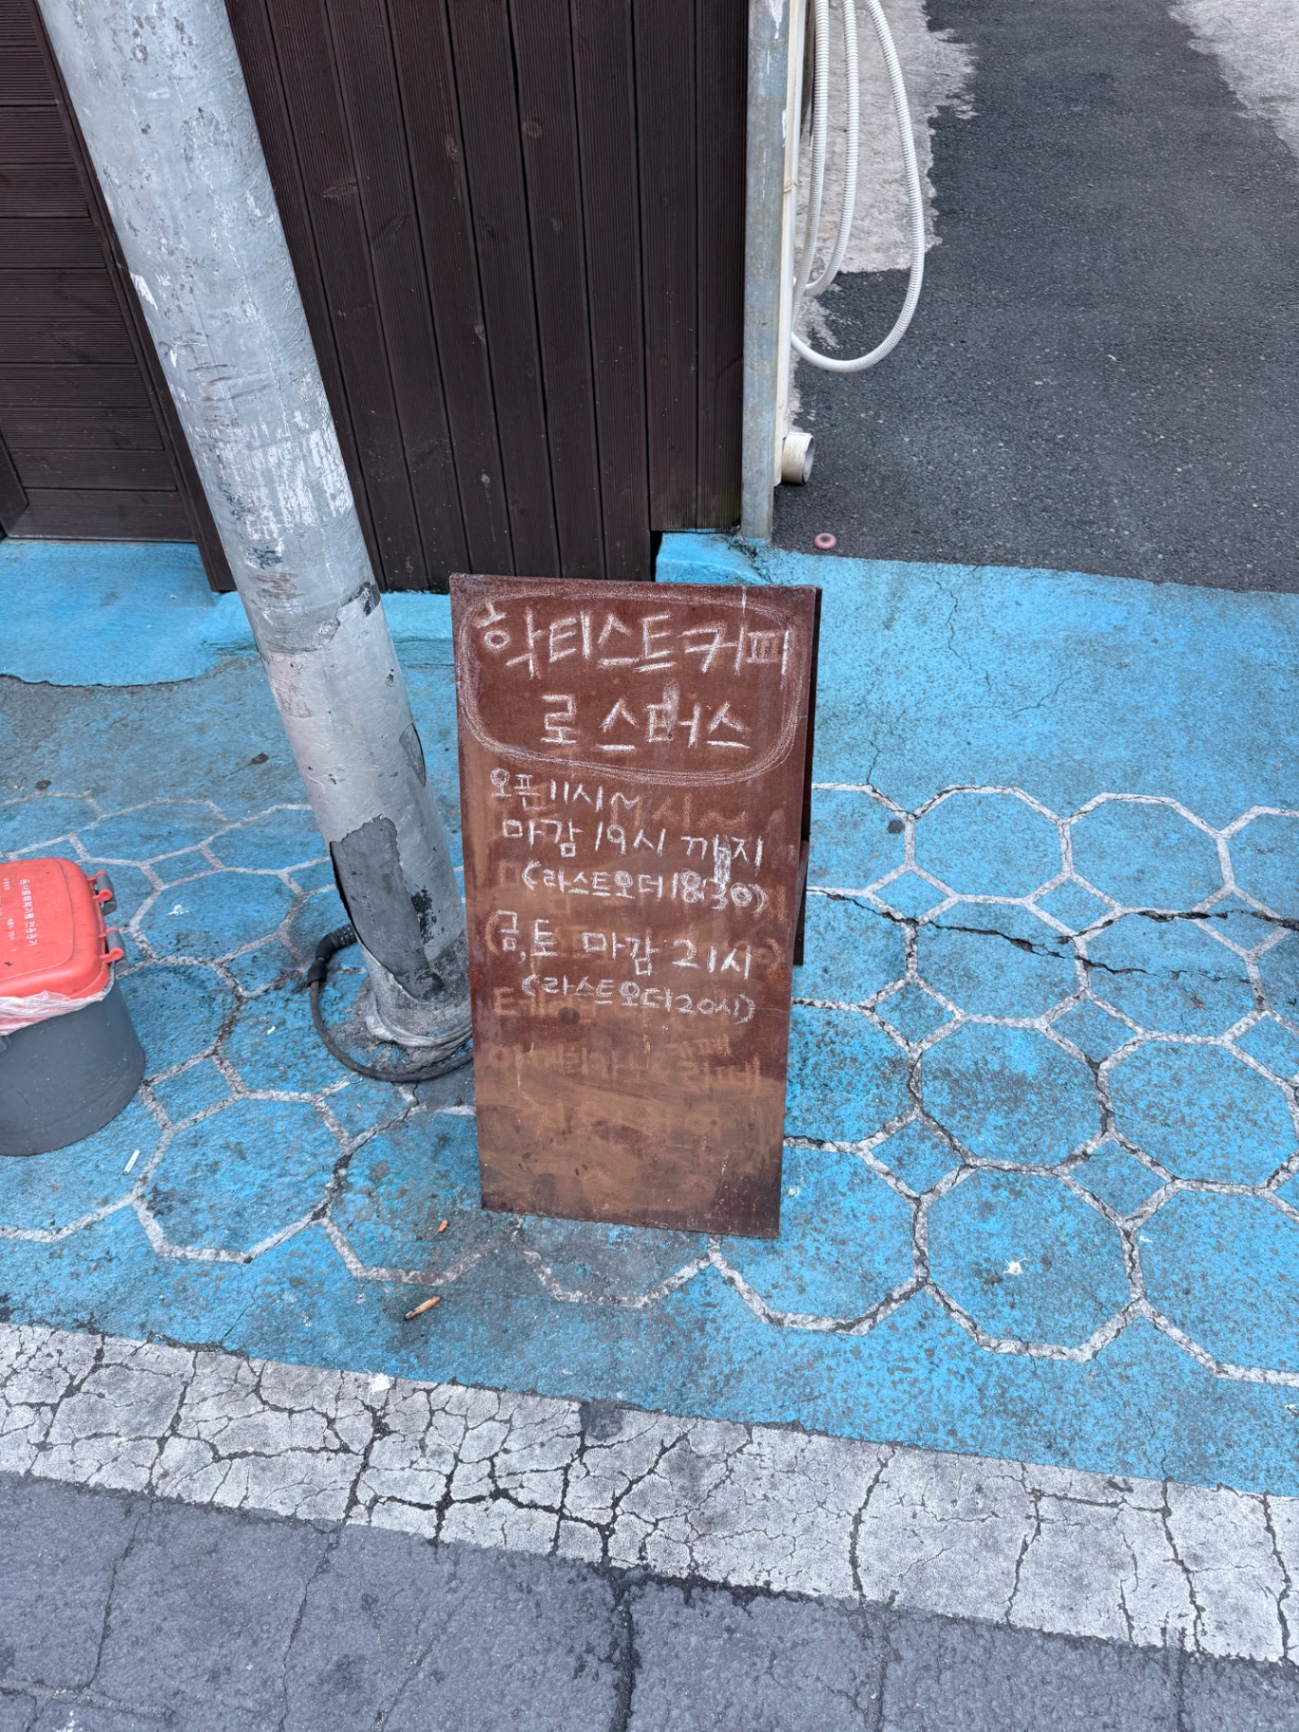 학티스트커피
로스터스
오픈 11시~
마감 19시 까지
(라스트오더 18:30)
(금,토 마감 21시)
(라스트오더 20시)